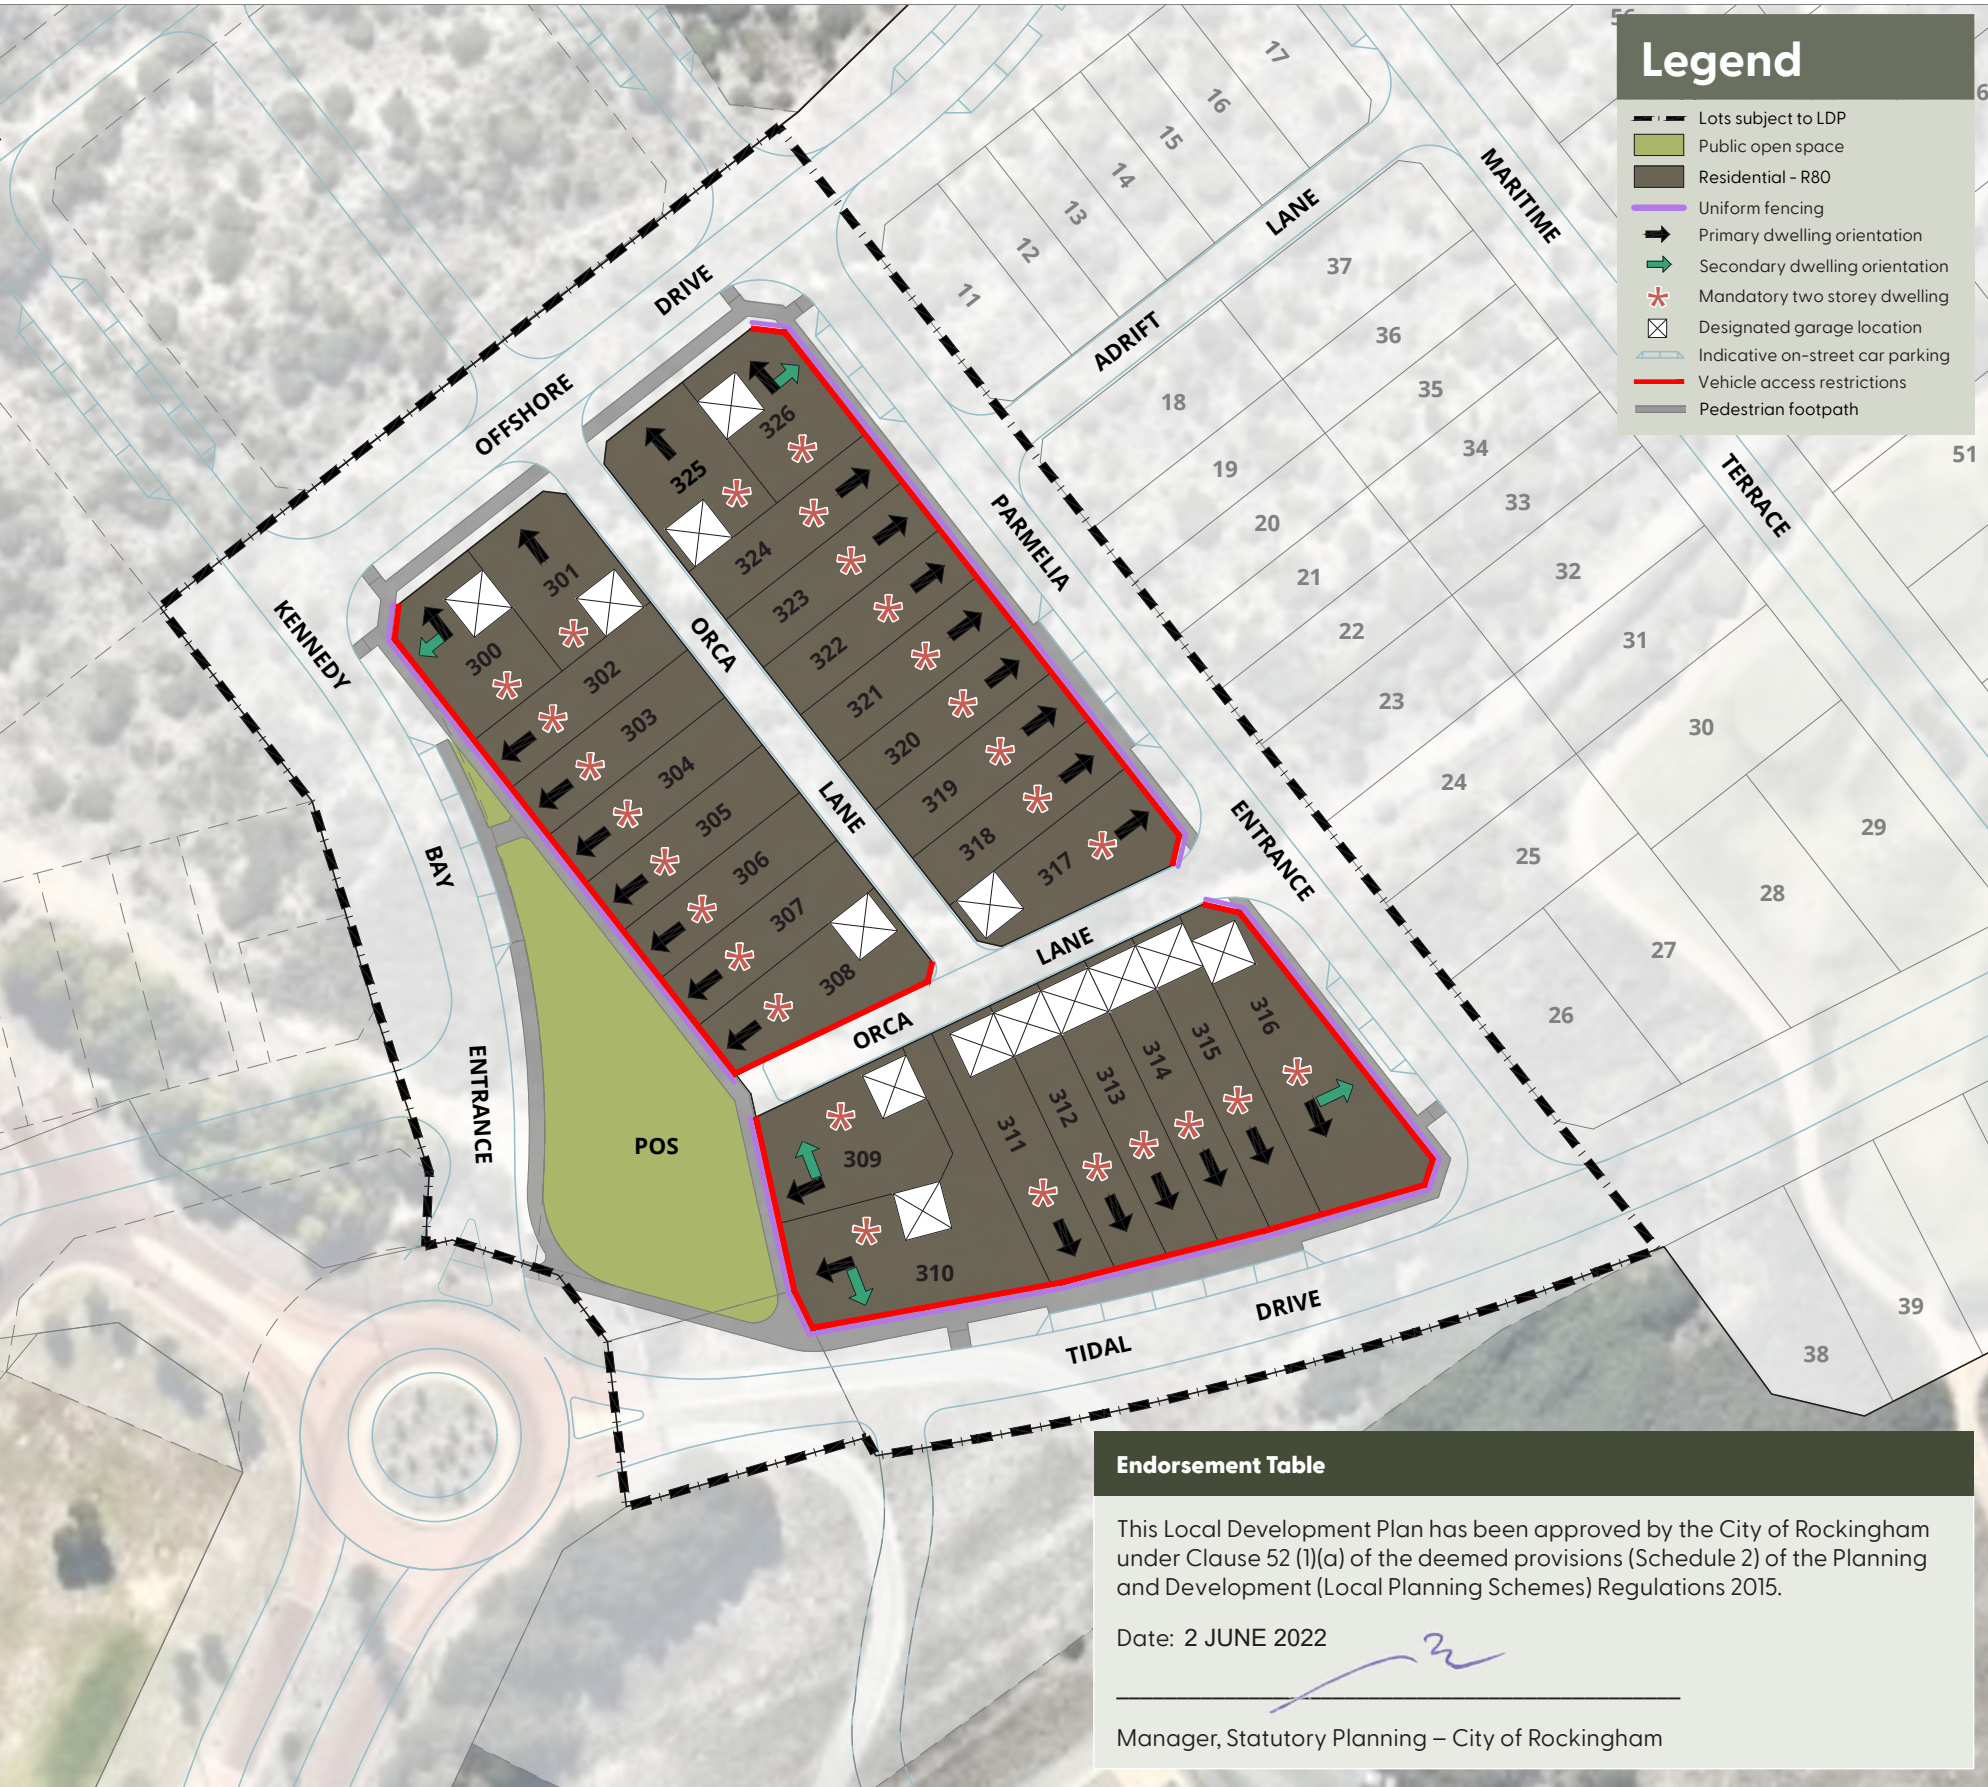 Legend
Lots subject to LDP
Public open space
Residential - R80
Uniform fencing
Primary dwelling orientation
Secondary dwelling orientation
Mandatory two storey dwelling
Designated garage location
Indicative on-street car parking
Vehicle access restrictions
Pedestrian footpath
17
16
15
14
13
12
11
MARITIME
TERRACE
ADRIFT
LANE
37
36
35
34
33
32
31
30
29
28
27
18
19
20
21
22
23
24
25
26
51
38
39
OFFSHORE
DRIVE
PARMELIA
ENTRANCE
KENNEDY
BAY
ENTRANCE
ORCA
LANE
ORCA
LANE
TIDAL
DRIVE
POS
300
301
302
303
304
305
306
307
308
309
310
311
312
313
314
315
316
317
318
319
320
321
322
323
324
325
326
Endorsement Table
This Local Development Plan has been approved by the City of Rockingham
under Clause 52 (1)(a) of the deemed provisions (Schedule 2) of the Planning
and Development (Local Planning Schemes) Regulations 2015.
Date: 2 JUNE 2022
Manager, Statutory Planning – City of Rockingham